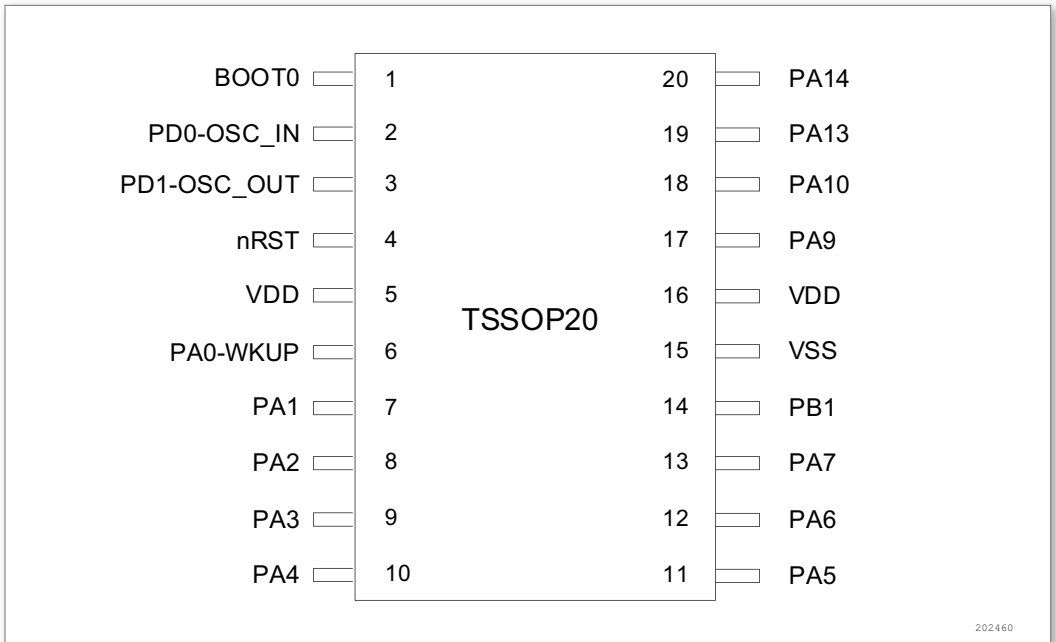 BOOT0 1 20 PA14
PD0-OSC_IN 2 19 PA13
PD1-OSC_OUT 3 18 PA10
nRST 4 17 PA9
VDD 5 16 VDD
TSSOP20
PA0-WKUP 6 15 VSS
PA1 7 14 PB1
PA2 8 13 PA7
PA3 9 12 PA6
PA4 10 11 PA5
202460